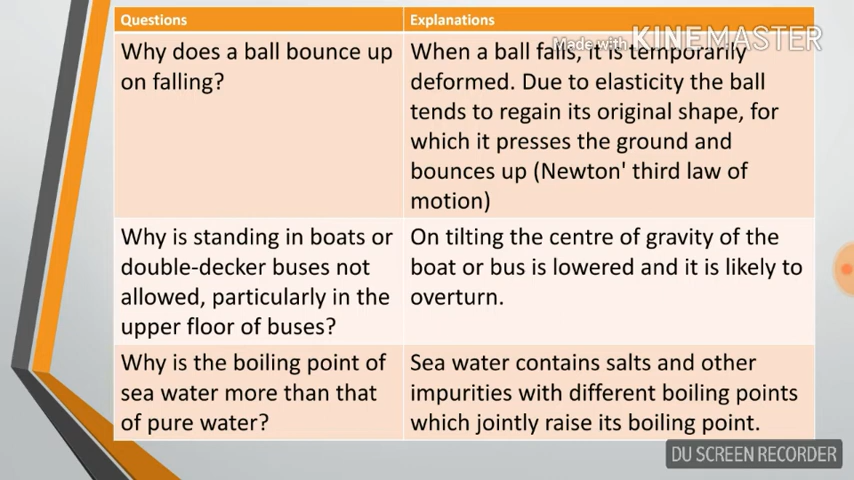 Questions
Explanations
Made with KINEMASTER
Why does a ball bounce up
on falling?
When a ball falls, it is temporarily
deformed. Due to elasticity the ball
tends to regain its original shape, for
which it presses the ground and
bounces up (Newton' third law of
motion)
Why is standing in boats or
double-decker buses not
allowed, particularly in the
upper floor of buses?
On tilting the centre of gravity of the
boat or bus is lowered and it is likely to
overturn.
Why is the boiling point of
sea water more than that
of pure water?
Sea water contains salts and other
impurities with different boiling points
which jointly raise its boiling point.
DU SCREEN RECORDER